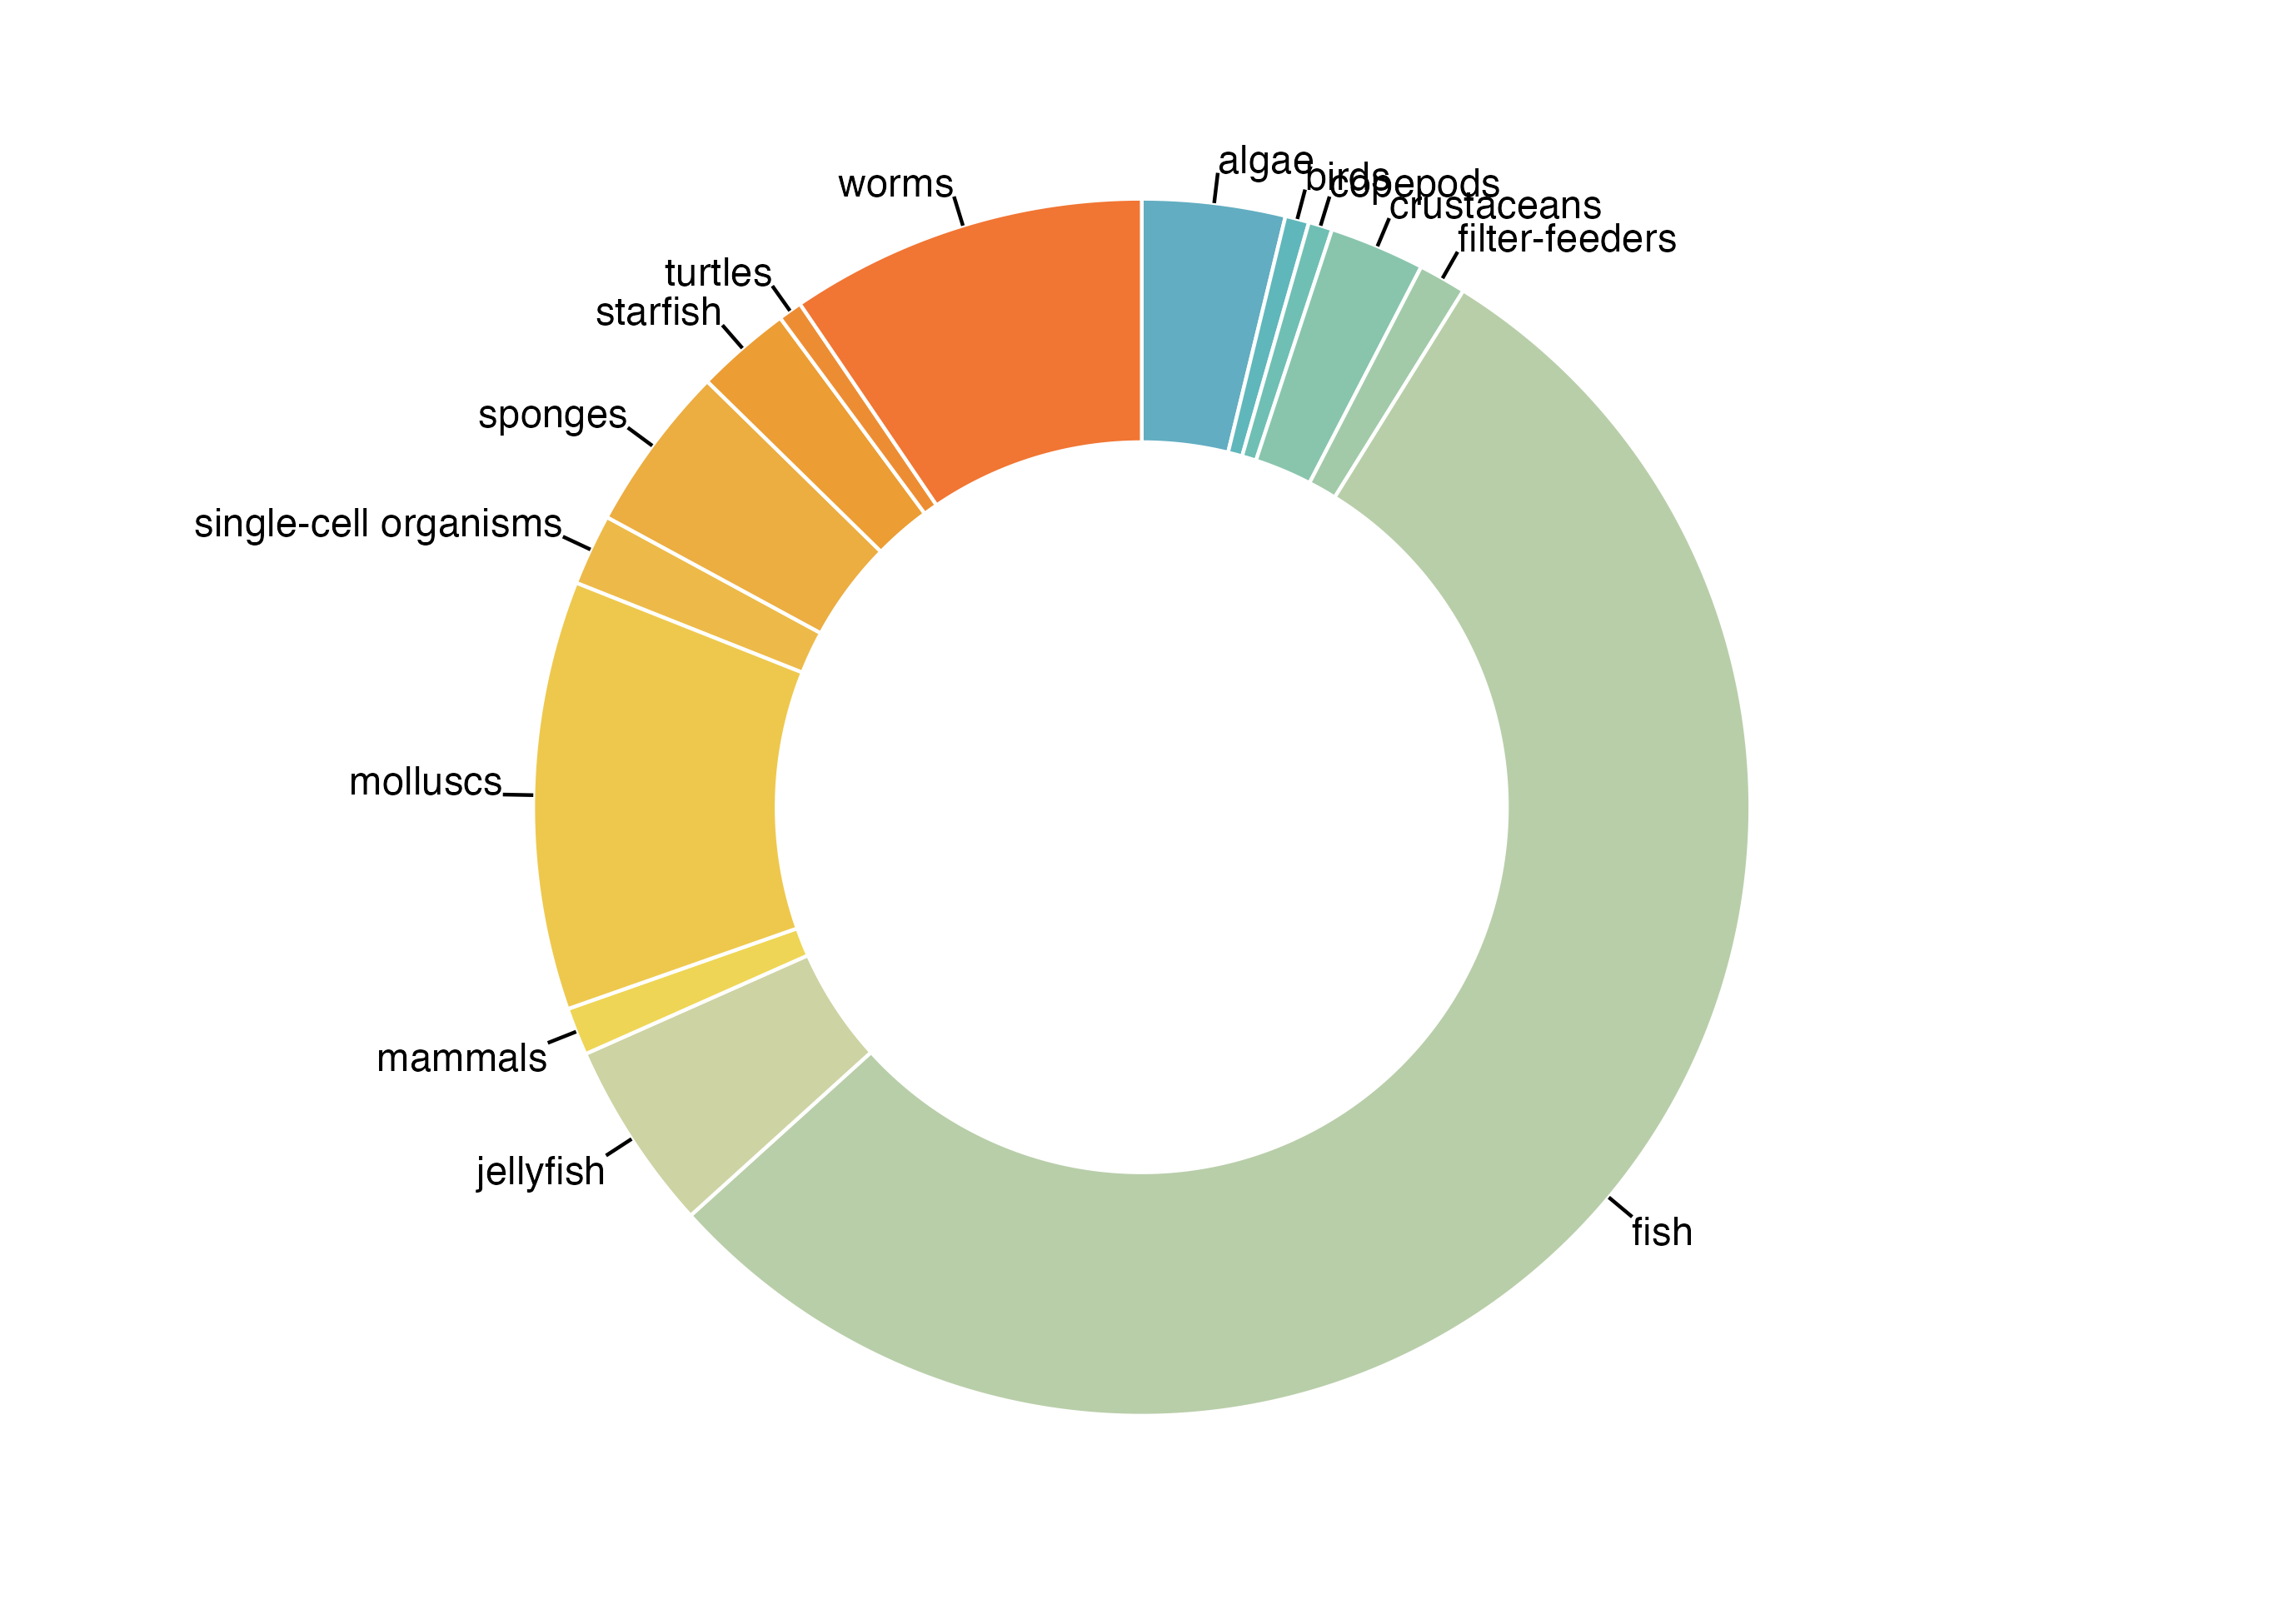 algae
birds
copepods
crustaceans
filter-feeders
fish
jellyfish
mammals
molluscs
single-cell organisms
sponges
starfish
turtles
worms